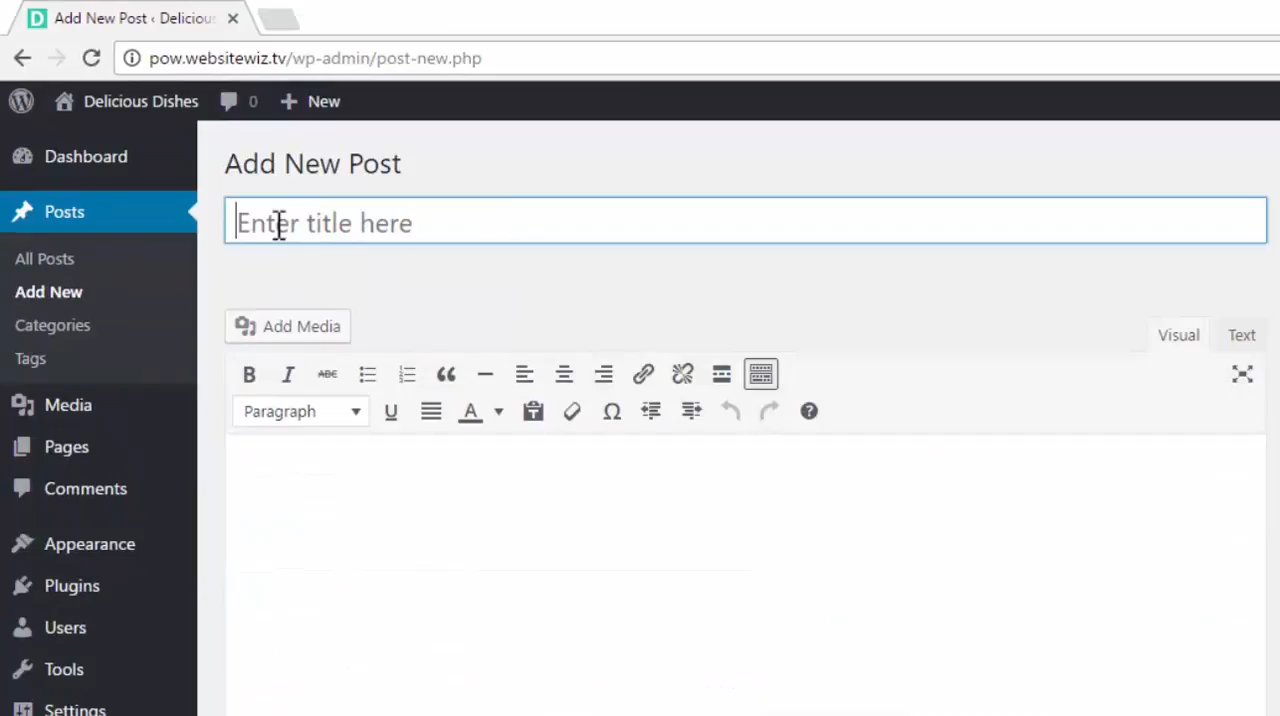 D Add New Post ‹ Deliciou
pow.websitewiz.tv/wp-admin/post-new.php
Delicious Dishes 0 New
Dashboard
Posts
All Posts
Add New
Categories
Tags
Media
Pages
Comments
Appearance
Plugins
Users
Tools
Settings
Add New Post
Enter title here
Add Media
Visual Text
B I ABC
Paragraph U A Ω ?